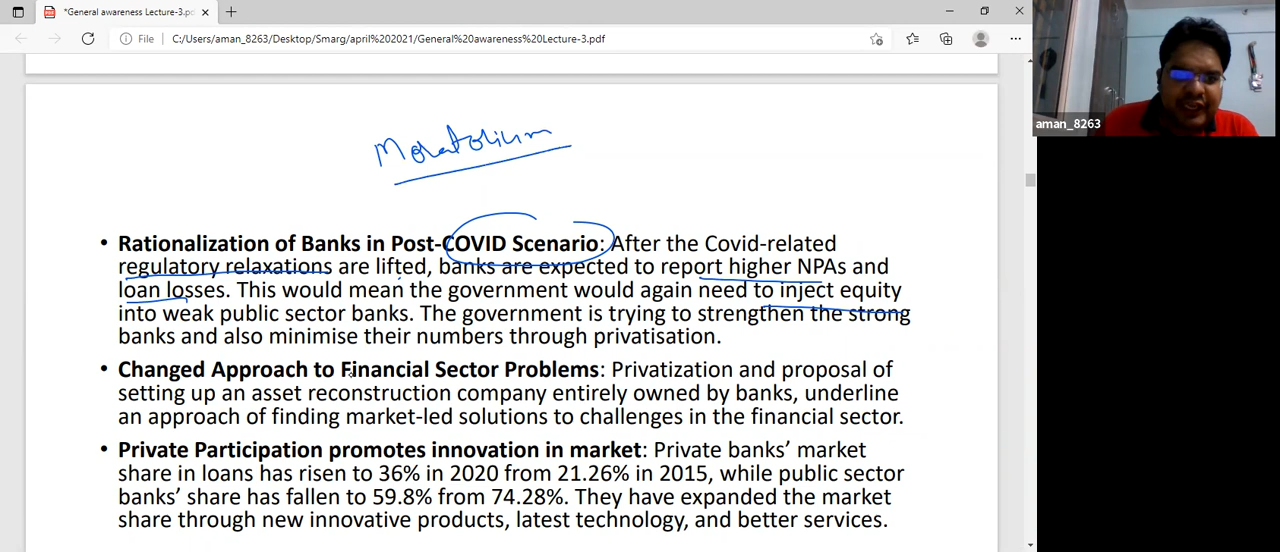 *General awareness Lecture-3.pd
File
C:/Users/aman_8263/Desktop/Smarg/april%202021/General%20awareness%20Lecture-3.pdf
aman_8263
Moratolium
• Rationalization of Banks in Post-COVID Scenario: After the Covid-related
regulatory relaxations are lifted, banks are expected to report higher NPAs and
loan losses. This would mean the government would again need to inject equity
into weak public sector banks. The government is trying to strengthen the strong
banks and also minimise their numbers through privatisation.
• Changed Approach to Financial Sector Problems: Privatization and proposal of
setting up an asset reconstruction company entirely owned by banks, underline
an approach of finding market-led solutions to challenges in the financial sector.
• Private Participation promotes innovation in market: Private banks’ market
share in loans has risen to 36% in 2020 from 21.26% in 2015, while public sector
banks’ share has fallen to 59.8% from 74.28%. They have expanded the market
share through new innovative products, latest technology, and better services.